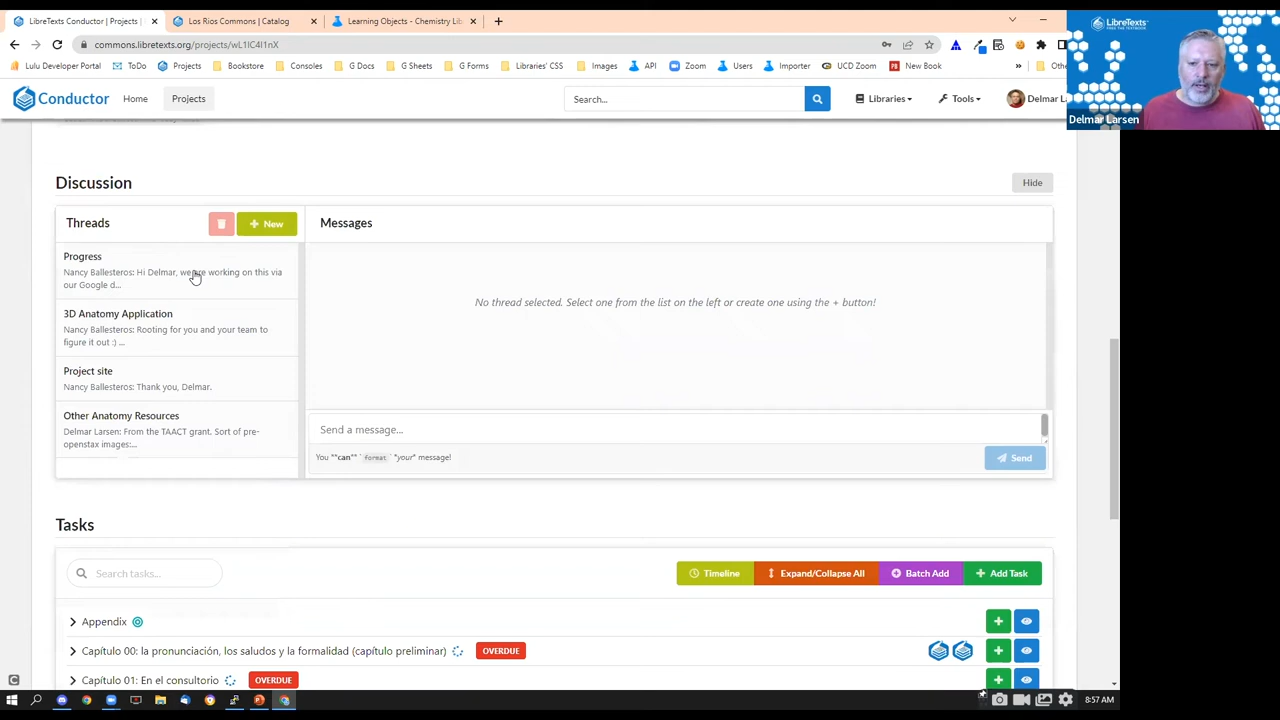 LibreTexts Conductor | Projects |
Los Rios Commons | Catalog
Learning Objects - Chemistry Lib
commons.libretexts.org/projects/wL1lC4I1nX
Lulu Developer Portal
ToDo
Projects
Bookstore
Consoles
G Docs
G Sheets
G Forms
Libraries' CSS
Images
API
Zoom
Users
Importer
UCD Zoom
New Book
»
Othe
LibreTexts
FREE THE TEXTBOOK
Delmar Larsen
Conductor
Home
Projects
Search...
Libraries
Tools
Delmar La
Discussion
Hide
Threads
+ New
Messages
Progress
Nancy Ballesteros: Hi Delmar, we are working on this via
our Google d...
3D Anatomy Application
Nancy Ballesteros: Rooting for you and your team to
figure it out :) ...
Project site
Nancy Ballesteros: Thank you, Delmar.
Other Anatomy Resources
Delmar Larsen: From the TAACT grant. Sort of pre-
openstax images:...
No thread selected. Select one from the list on the left or create one using the + button!
Send a message...
You **can** `format` *your* message!
Send
Tasks
Search tasks...
Timeline
Expand/Collapse All
Batch Add
+ Add Task
Appendix
Capítulo 00: la pronunciación, los saludos y la formalidad (capítulo preliminar)
OVERDUE
Capítulo 01: En el consultorio
OVERDUE
8:57 AM